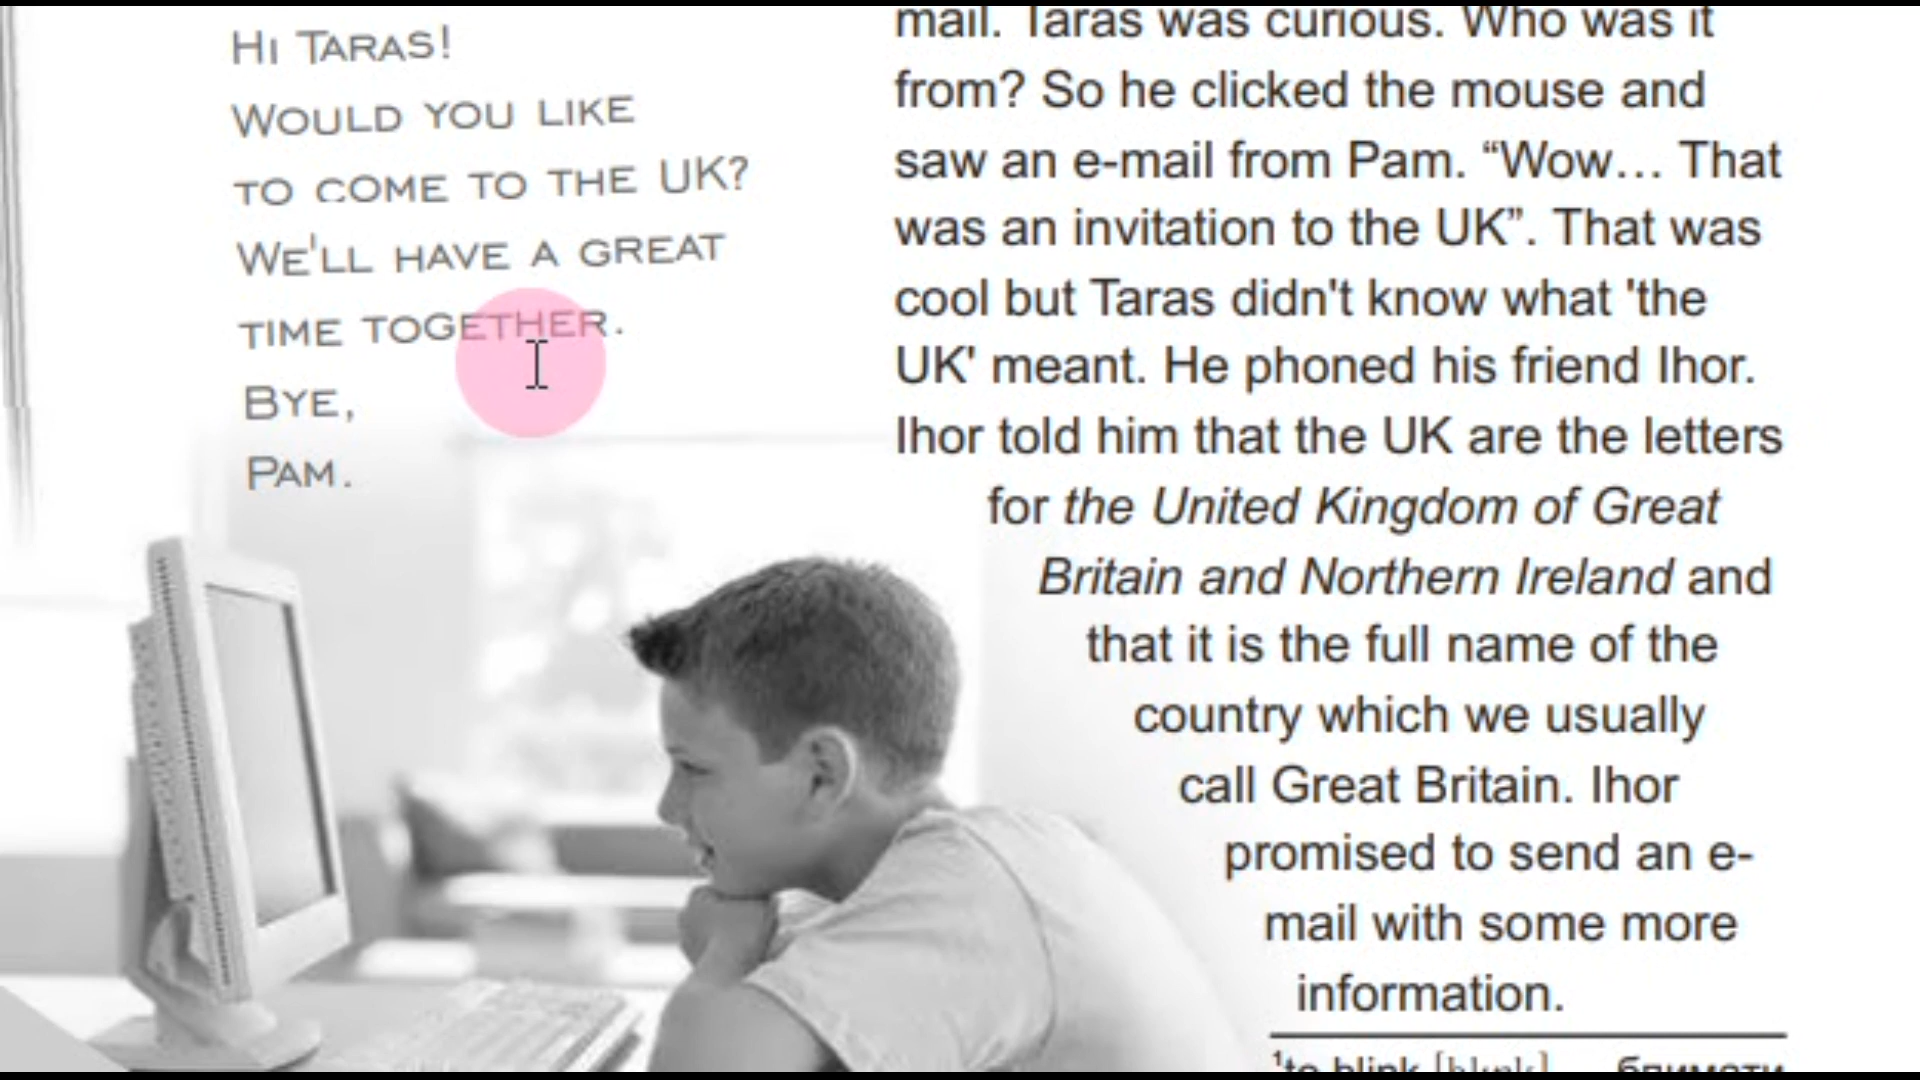 HI TARAS!
WOULD YOU LIKE
TO COME TO THE UK?
WE'LL HAVE A GREAT
TIME TOGETHER.
BYE,
PAM.
mail. Taras was curious. Who was it
from? So he clicked the mouse and
saw an e-mail from Pam. “Wow… That
was an invitation to the UK”. That was
cool but Taras didn't know what 'the
UK' meant. He phoned his friend Ihor.
Ihor told him that the UK are the letters
for the United Kingdom of Great
Britain and Northern Ireland and
that it is the full name of the
country which we usually
call Great Britain. Ihor
promised to send an e-
mail with some more
information.
¹to blink [blɪŋk] блимати